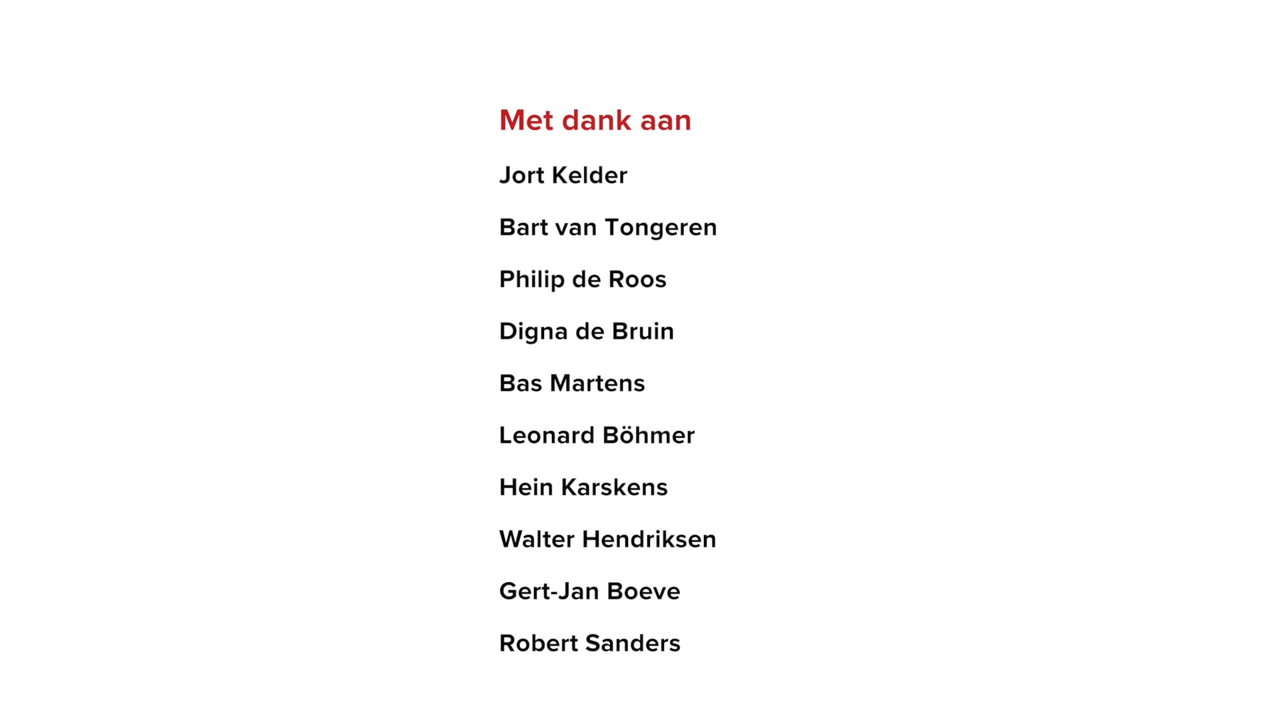 Met dank aan
Jort Kelder
Bart van Tongeren
Philip de Roos
Digna de Bruin
Bas Martens
Leonard Böhmer
Hein Karskens
Walter Hendriksen
Gert-Jan Boeve
Robert Sanders